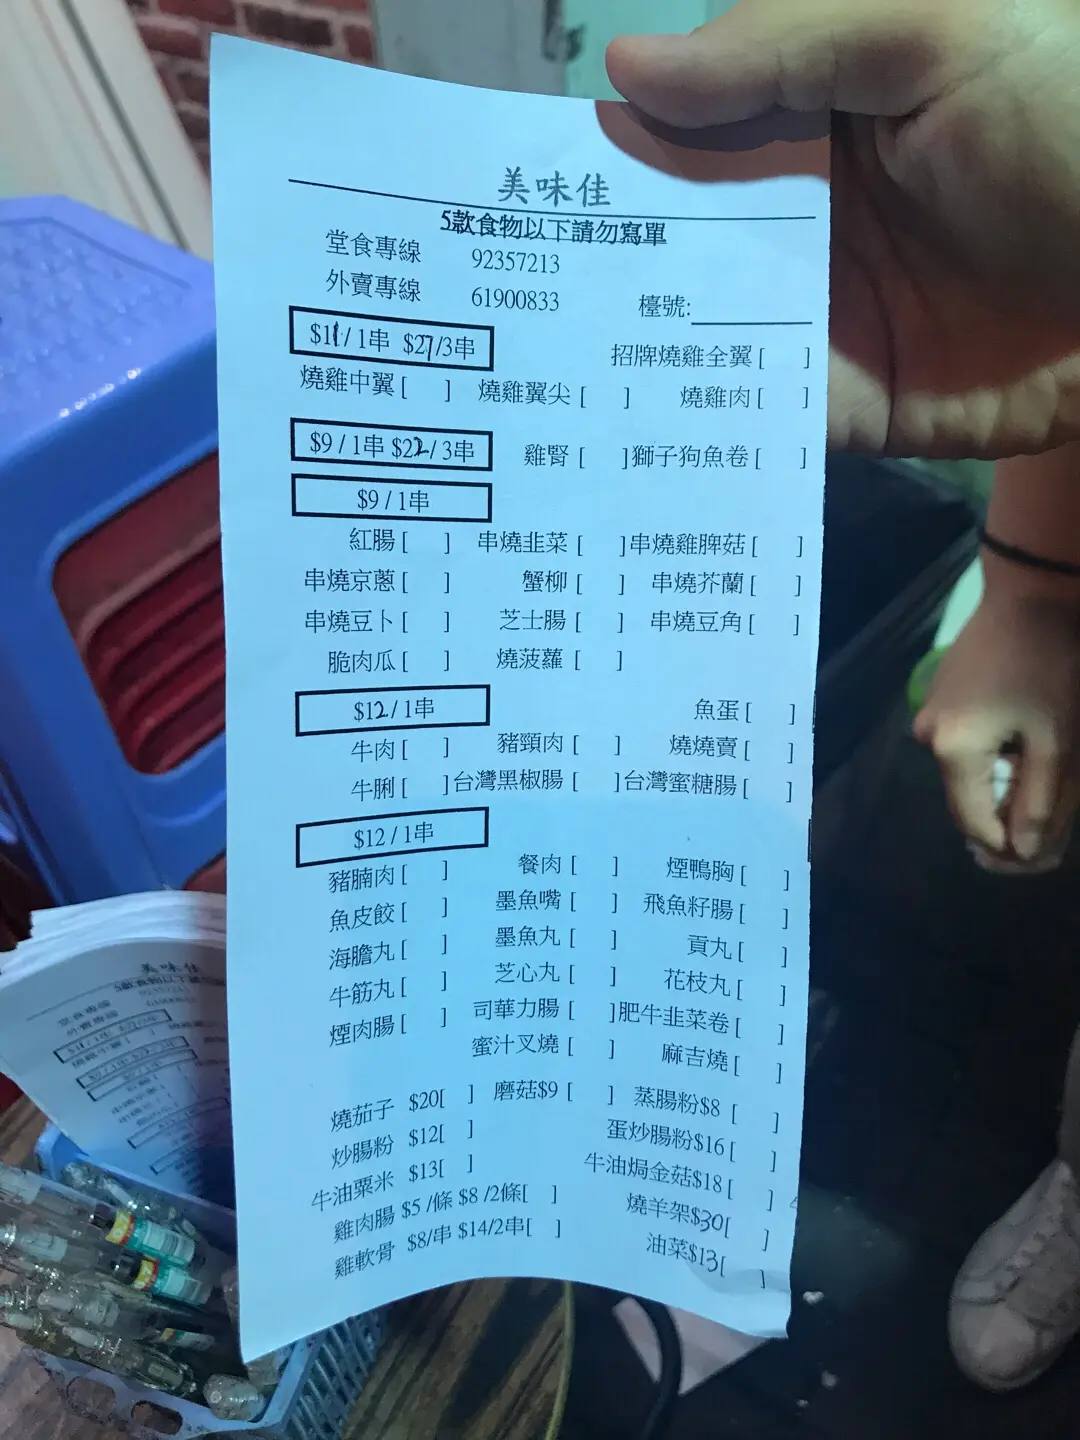 美味佳
5款食物以下請勿寫單
堂食專線 92357213
外賣專線 61900833 檯號:
$11/1串 $27/3串 招牌燒雞全翼[ ]
燒雞中翼[ ] 燒雞翼尖[ ] 燒雞肉[ ]
$9/1串 $22/3串 雞腎[ ] 獅子狗魚卷[ ]
$9/1串
紅腸[ ] 串燒韭菜[ ] 串燒雞脾菇[ ]
串燒京蔥[ ] 蟹柳[ ] 串燒芥蘭[ ]
串燒豆卜[ ] 芝士腸[ ] 串燒豆角[ ]
脆肉瓜[ ] 燒菠蘿[ ]
$12/1串 魚蛋[ ]
牛肉[ ] 豬頸肉[ ] 燒燒賣[ ]
牛脷[ ] 台灣黑椒腸[ ] 台灣蜜糖腸[ ]
$12/1串
豬腩肉[ ] 餐肉[ ] 煙鴨胸[ ]
魚皮餃[ ] 墨魚嘴[ ] 飛魚籽腸[ ]
海膽丸[ ] 墨魚丸[ ] 貢丸[ ]
牛筋丸[ ] 芝心丸[ ] 花枝丸[ ]
煙肉腸[ ] 司華力腸[ ] 肥牛韭菜卷[ ]
蜜汁叉燒[ ] 麻吉燒[ ]
燒茄子 $20[ ] 磨菇$9 [ ] 蒸腸粉$8 [ ]
炒腸粉 $12[ ] 蛋炒腸粉$16[ ]
牛油粟米 $13[ ] 牛油焗金菇$18[ ]
雞肉腸 $5/條 $8/2條[ ] 燒羊架$30[ ]
雞軟骨 $8/串 $14/2串[ ] 油菜$13[ ]
美味佳